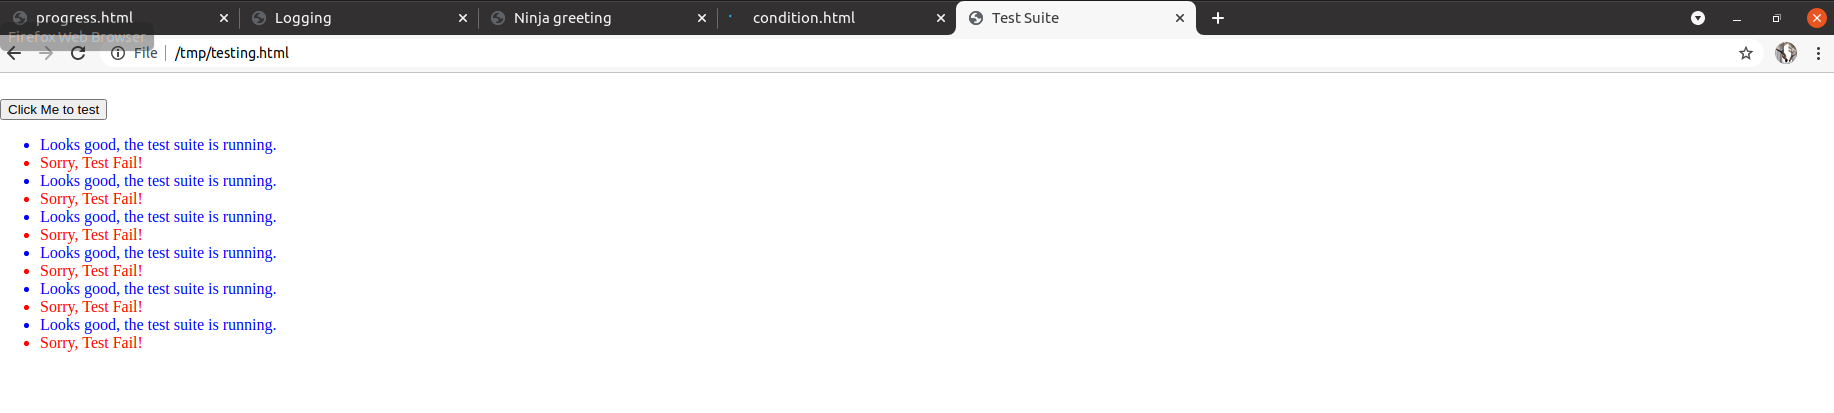 progress.html
Logging
Ninja greeting
condition.html
Test Suite
Firefox Web Browser
File
/tmp/testing.html
Click Me to test
Looks good, the test suite is running.
Sorry, Test Fail!
Looks good, the test suite is running.
Sorry, Test Fail!
Looks good, the test suite is running.
Sorry, Test Fail!
Looks good, the test suite is running.
Sorry, Test Fail!
Looks good, the test suite is running.
Sorry, Test Fail!
Looks good, the test suite is running.
Sorry, Test Fail!